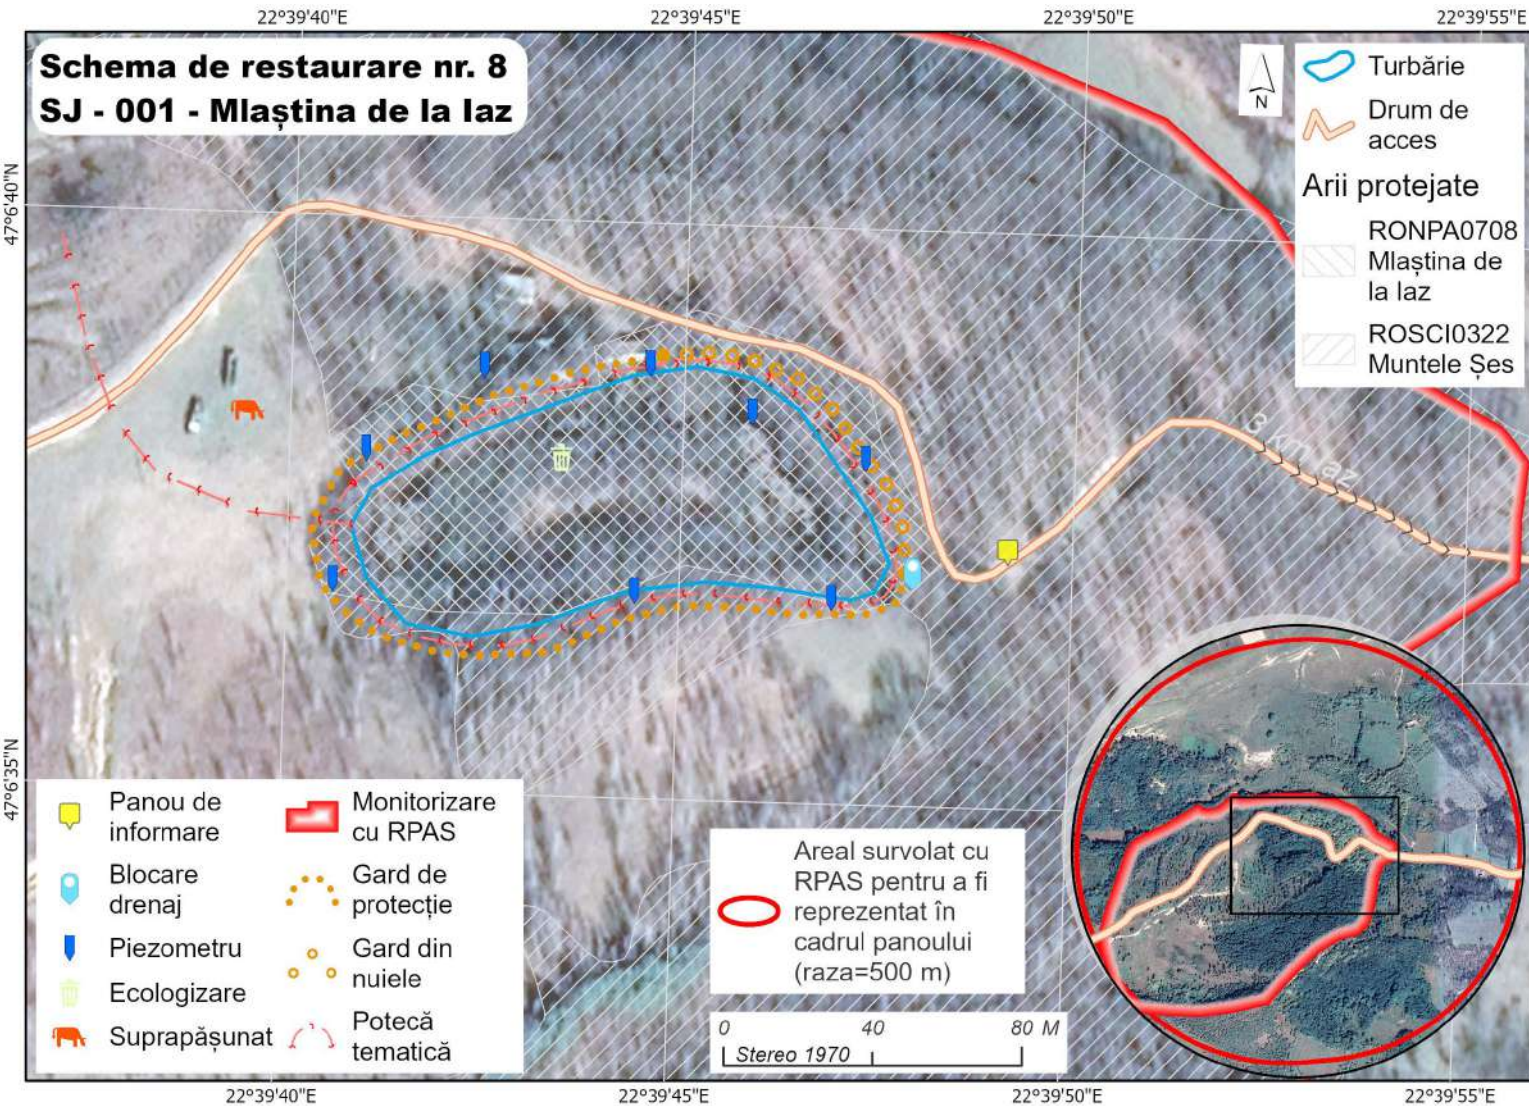 22°39'40"E
22°39'45"E
22°39'50"E
22°39'55"E
Schema de restaurare nr. 8
SJ - 001 - Mlaștina de la Iaz
N
Turbărie
Drum de
acces
Arii protejate
RONPA0708
Mlaștina de
la Iaz
ROSCI0322
Muntele Șes
47°6'40"N
3 km Iaz
47°6'35"N
Panou de
informare
Blocare
drenaj
Piezometru
Ecologizare
Suprapășunat
Monitorizare
cu RPAS
Gard de
protecție
Gard din
nuiele
Potecă
tematică
Areal survolat cu
RPAS pentru a fi
reprezentat în
cadrul panoului
(raza=500 m)
0 40 80 M
Stereo 1970
22°39'40"E
22°39'45"E
22°39'50"E
22°39'55"E